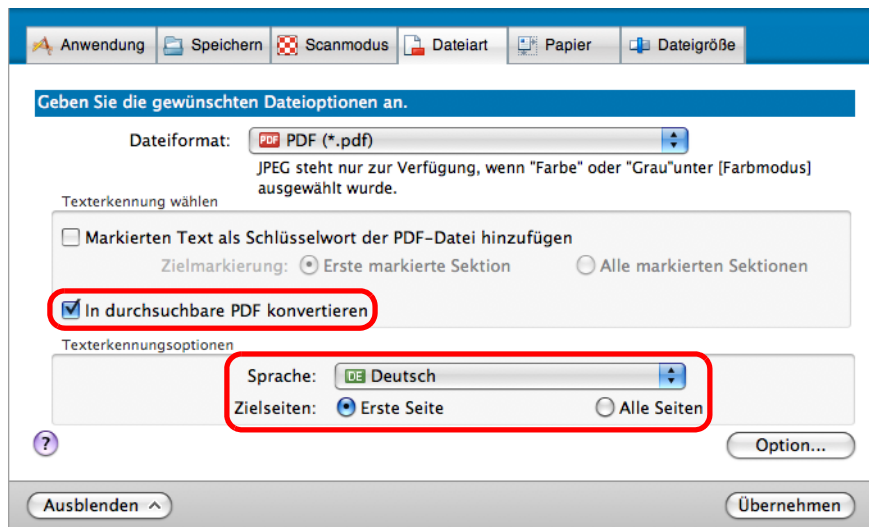 Anwendung Speichern Scanmodus Dateiart Papier Dateigröße
Geben Sie die gewünschten Dateioptionen an.
Dateiformat: PDF PDF (*.pdf)
JPEG steht nur zur Verfügung, wenn "Farbe" oder "Grau"unter [Farbmodus]
ausgewählt wurde.
Texterkennung wählen
Markierten Text als Schlüsselwort der PDF-Datei hinzufügen
Zielmarkierung: Erste markierte Sektion Alle markierten Sektionen
In durchsuchbare PDF konvertieren
Texterkennungsoptionen
Sprache: DE Deutsch
Zielseiten: Erste Seite Alle Seiten
? Option...
Ausblenden Übernehmen